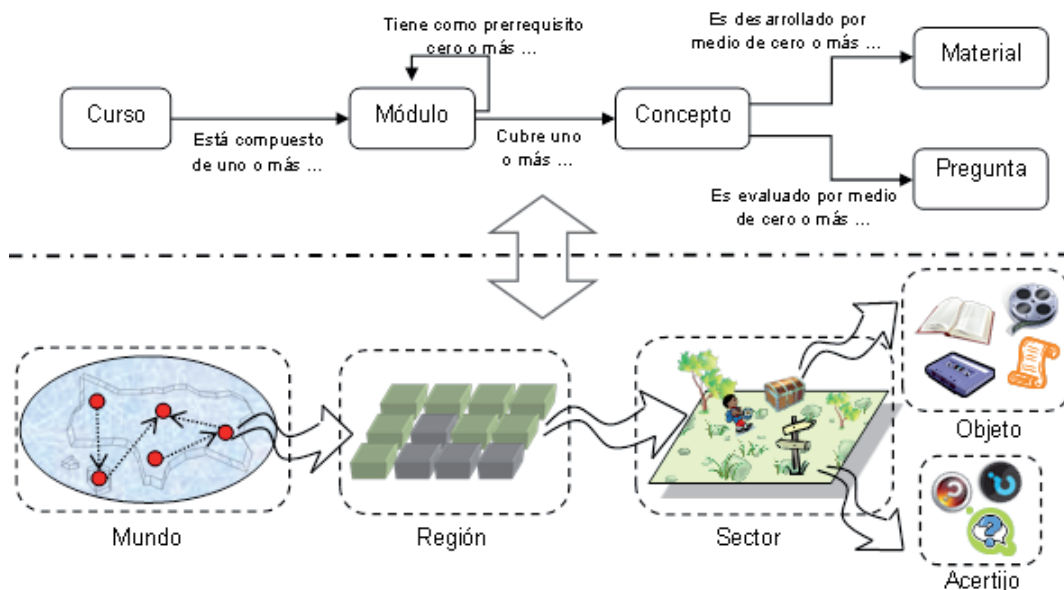 Tiene como prerrequisito
cero o más ...
Es desarrollado por
medio de cero o más ...
Material
Curso
Módulo
Concepto
Está compuesto
de uno o más ...
Cubre uno
o más ...
Pregunta
Es evaluado por medio
de cero o más ...
Objeto
Mundo
Región
Sector
Acertijo